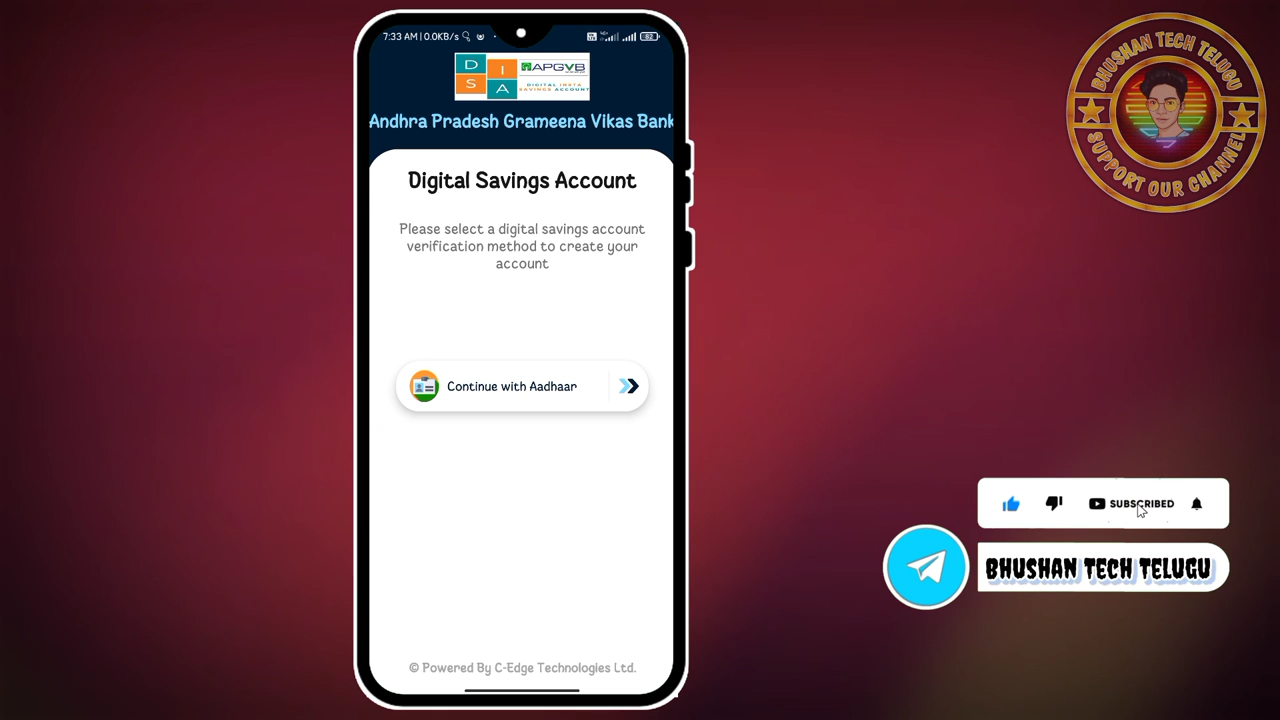 7:33 AM | 0.0KB/s
82
D
S
I
A
APGVB
DIGITAL INSTA
SAVINGS ACCOUNT
Andhra Pradesh Grameena Vikas Bank
Digital Savings Account
Please select a digital savings account
verification method to create your
account
Continue with Aadhaar
© Powered By C-Edge Technologies Ltd.
BHUSHAN TECH TELUGU
SUPPORT OUR CHANNEL
SUBSCRIBED
BHUSHAN TECH TELUGU